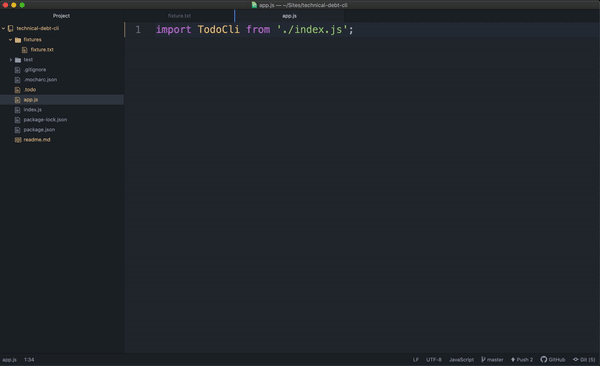 app.js — ~/Sites/technical-debt-cli
Project
technical-debt-cli
fixtures
fixture.txt
test
.gitignore
.mocharc.json
.todo
app.js
index.js
package-lock.json
package.json
readme.md
fixture.txt
app.js
1 import TodoCli from './index.js';
app.js 1:34
LF UTF-8 JavaScript master Push 2 GitHub Git (5)